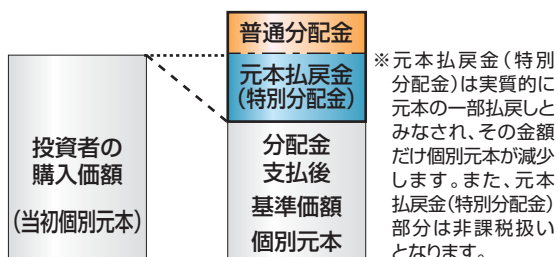 普通分配金
元本払戻金
(特別分配金)
投資者の
購入価額
(当初個別元本)
分配金
支払後
基準価額
個別元本
※元本払戻金(特別
分配金)は実質的に
元本の一部払戻しと
みなされ、その金額
だけ個別元本が減少
します。また、元本
払戻金(特別分配金)
部分は非課税扱い
となります。